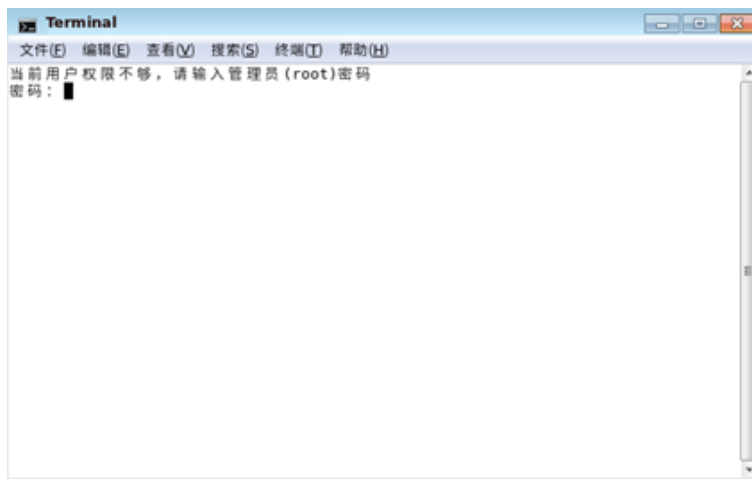 Terminal
文件(F) 编辑(E) 查看(V) 搜索(S) 终端(T) 帮助(H)
当前用户权限不够，请输入管理员(root)密码
密码：